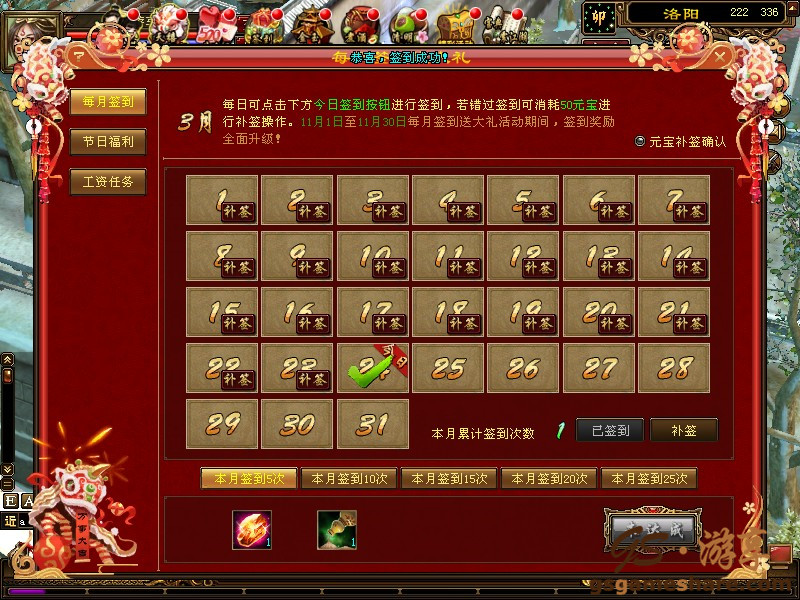 卯
洛阳
222 336
恭喜，签到成功！
每月签到
节日福利
工资任务
3月
每日可点击下方今日签到按钮进行签到，若错过签到可消耗50元宝进
行补签操作。11月1日至11月30日每月签到送大礼活动期间，签到奖励
全面升级！
元宝补签确认
1 补签 2 补签 3 补签 4 补签 5 补签 6 补签 7 补签
8 补签 9 补签 10 补签 11 补签 12 补签 13 补签 14 补签
15 补签 16 补签 17 补签 18 补签 19 补签 20 补签 21 补签
22 补签 23 补签 24 今日 25 26 27 28
29 30 31
本月累计签到次数 1 已签到 补签
本月签到5次 本月签到10次 本月签到15次 本月签到20次 本月签到25次
1 1
E A
近